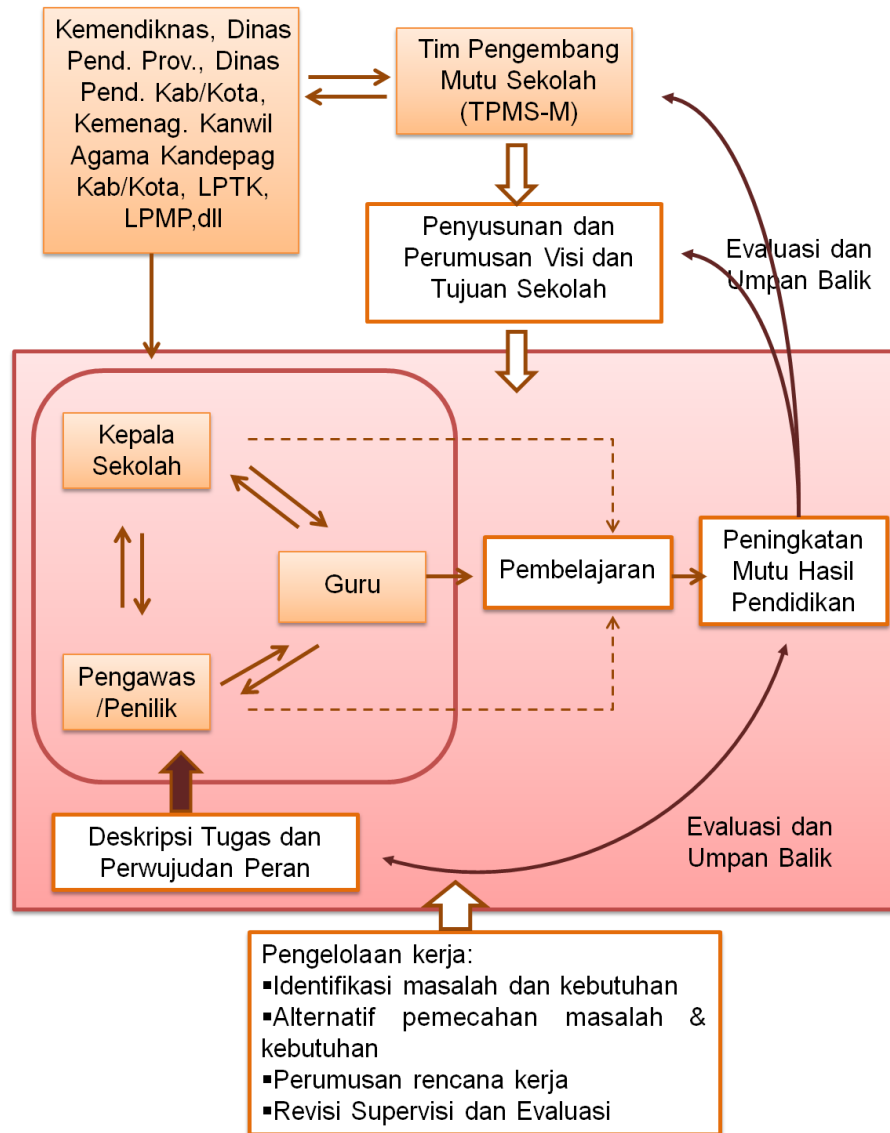 Kemendiknas, Dinas
Pend. Prov., Dinas
Pend. Kab/Kota,
Kemenag. Kanwil
Agama Kandepag
Kab/Kota, LPTK,
LPMP,dll
Tim Pengembang
Mutu Sekolah
(TPMS-M)
Penyusunan dan
Perumusan Visi dan
Tujuan Sekolah
Evaluasi dan
Umpan Balik
Kepala
Sekolah
Guru
Pengawas
/Penilik
Pembelajaran
Peningkatan
Mutu Hasil
Pendidikan
Deskripsi Tugas dan
Perwujudan Peran
Evaluasi dan
Umpan Balik
Pengelolaan kerja:
▪Identifikasi masalah dan kebutuhan
▪Alternatif pemecahan masalah &
kebutuhan
▪Perumusan rencana kerja
▪Revisi Supervisi dan Evaluasi